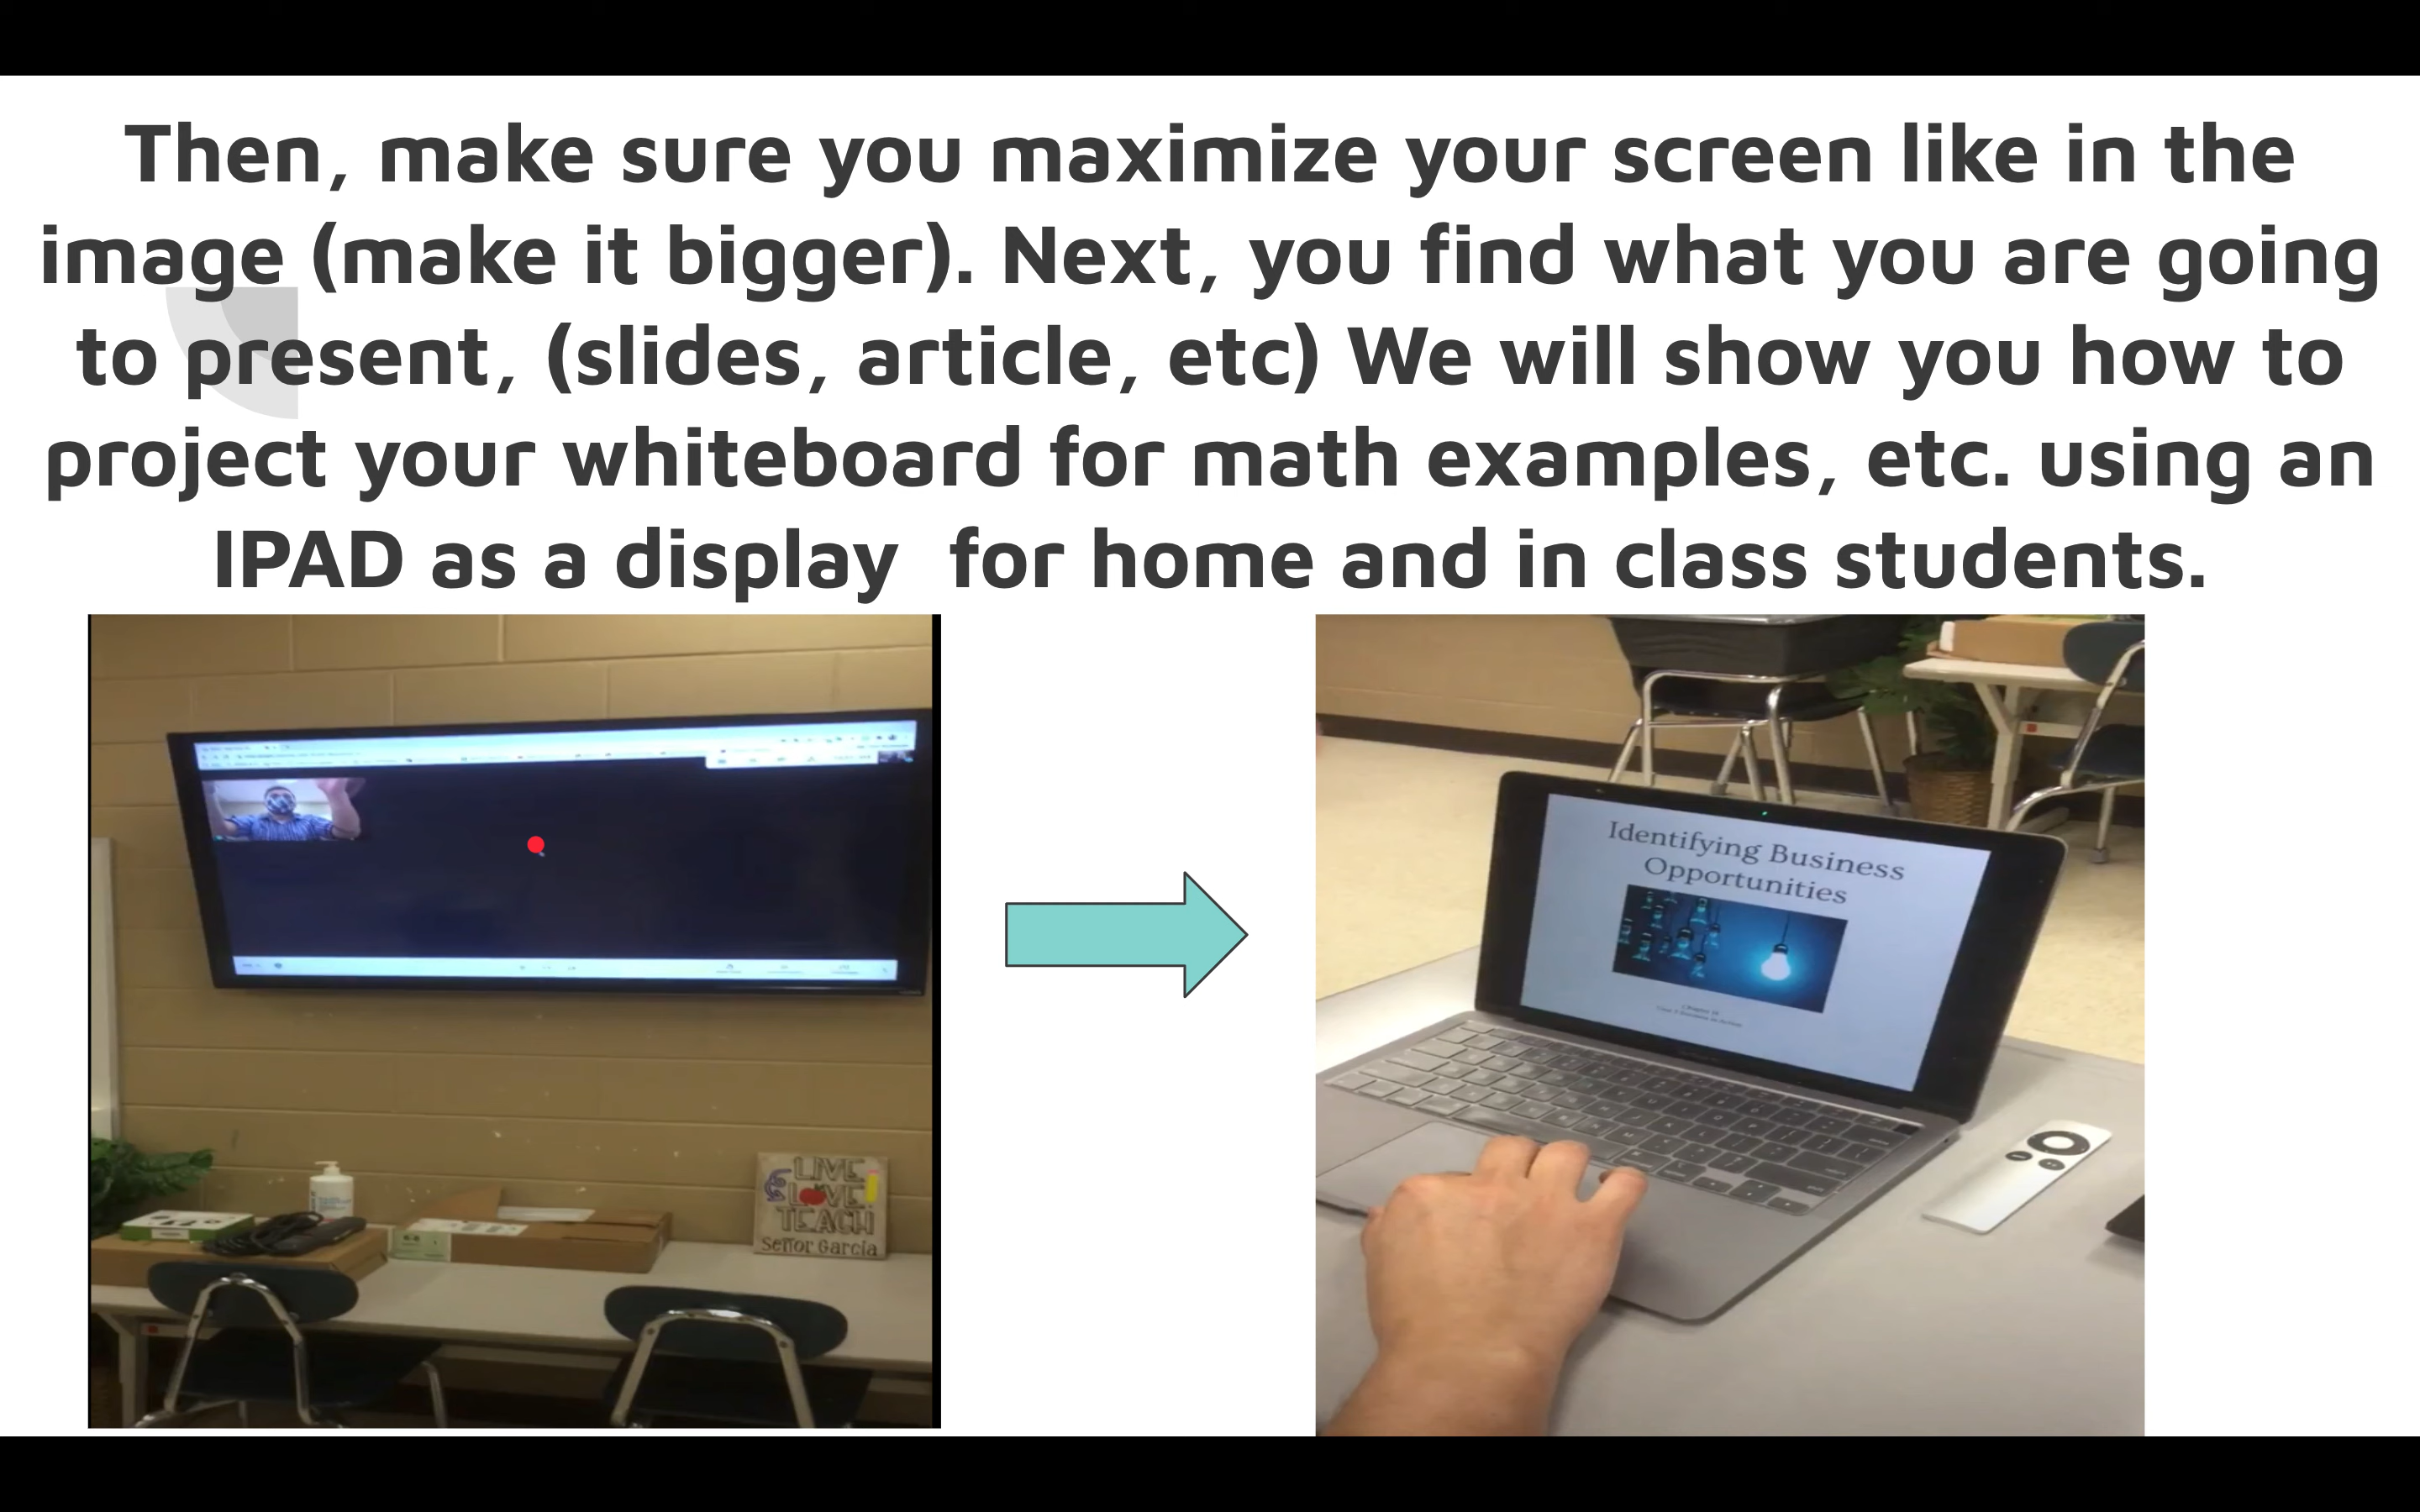 Then, make sure you maximize your screen like in the
image (make it bigger). Next, you find what you are going
to present, (slides, article, etc) We will show you how to
project your whiteboard for math examples, etc. using an
IPAD as a display  for home and in class students.
LIVE
LOVE
TEACH
Señor Garcia
Identifying Business
Opportunities